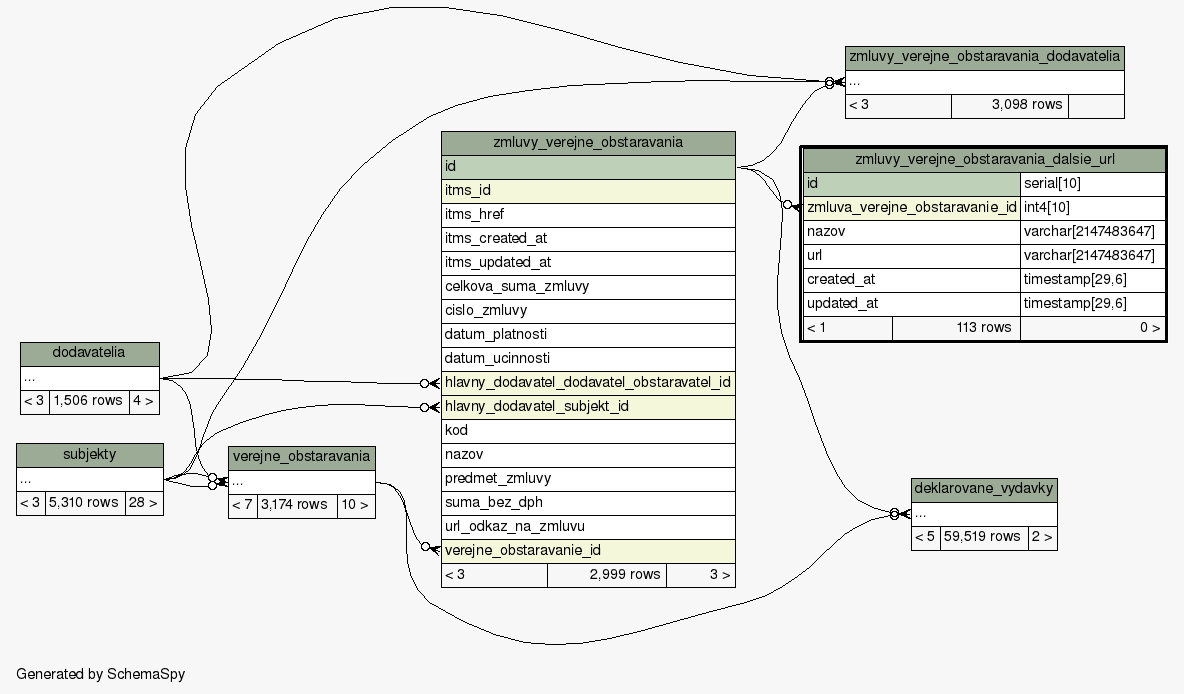 zmluvy_verejne_obstaravania_dodavatelia
...
< 3 3,098 rows
zmluvy_verejne_obstaravania
id
itms_id
itms_href
itms_created_at
itms_updated_at
celkova_suma_zmluvy
cislo_zmluvy
datum_platnosti
datum_ucinnosti
hlavny_dodavatel_dodavatel_obstaravatel_id
hlavny_dodavatel_subjekt_id
kod
nazov
predmet_zmluvy
suma_bez_dph
url_odkaz_na_zmluvu
verejne_obstaravanie_id
< 3 2,999 rows 3 >
zmluvy_verejne_obstaravania_dalsie_url
id serial[10]
zmluva_verejne_obstaravanie_id int4[10]
nazov varchar[2147483647]
url varchar[2147483647]
created_at timestamp[29,6]
updated_at timestamp[29,6]
< 1 113 rows 0 >
dodavatelia
...
< 3 1,506 rows 4 >
subjekty
...
< 3 5,310 rows 28 >
verejne_obstaravania
...
< 7 3,174 rows 10 >
deklarovane_vydavky
...
< 5 59,519 rows 2 >
Generated by SchemaSpy